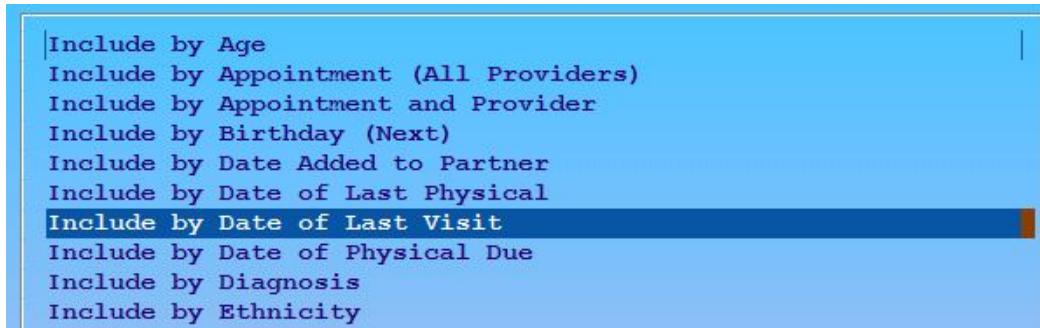 Include by Age
Include by Appointment (All Providers)
Include by Appointment and Provider
Include by Birthday (Next)
Include by Date Added to Partner
Include by Date of Last Physical
Include by Date of Last Visit
Include by Date of Physical Due
Include by Diagnosis
Include by Ethnicity